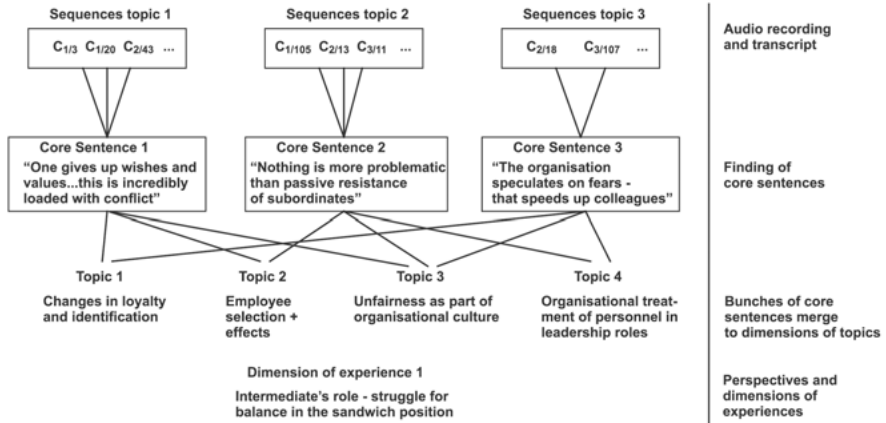 Sequences topic 1
Sequences topic 2
Sequences topic 3
C1/3 C1/20 C2/43 ...
C1/105 C2/13 C3/11 ...
C2/18 C3/107 ...
Audio recording
and transcript
Core Sentence 1
“One gives up wishes and
values...this is incredibly
loaded with conflict”
Core Sentence 2
“Nothing is more problematic
than passive resistance
of subordinates”
Core Sentence 3
“The organisation
speculates on fears -
that speeds up colleagues”
Finding of
core sentences
Topic 1
Changes in loyalty
and identification
Topic 2
Employee
selection +
effects
Topic 3
Unfairness as part of
organisational culture
Topic 4
Organisational treat-
ment of personnel in
leadership roles
Bunches of core
sentences merge
to dimensions of topics
Dimension of experience 1
Intermediate's role - struggle for
balance in the sandwich position
Perspectives and
dimensions of
experiences